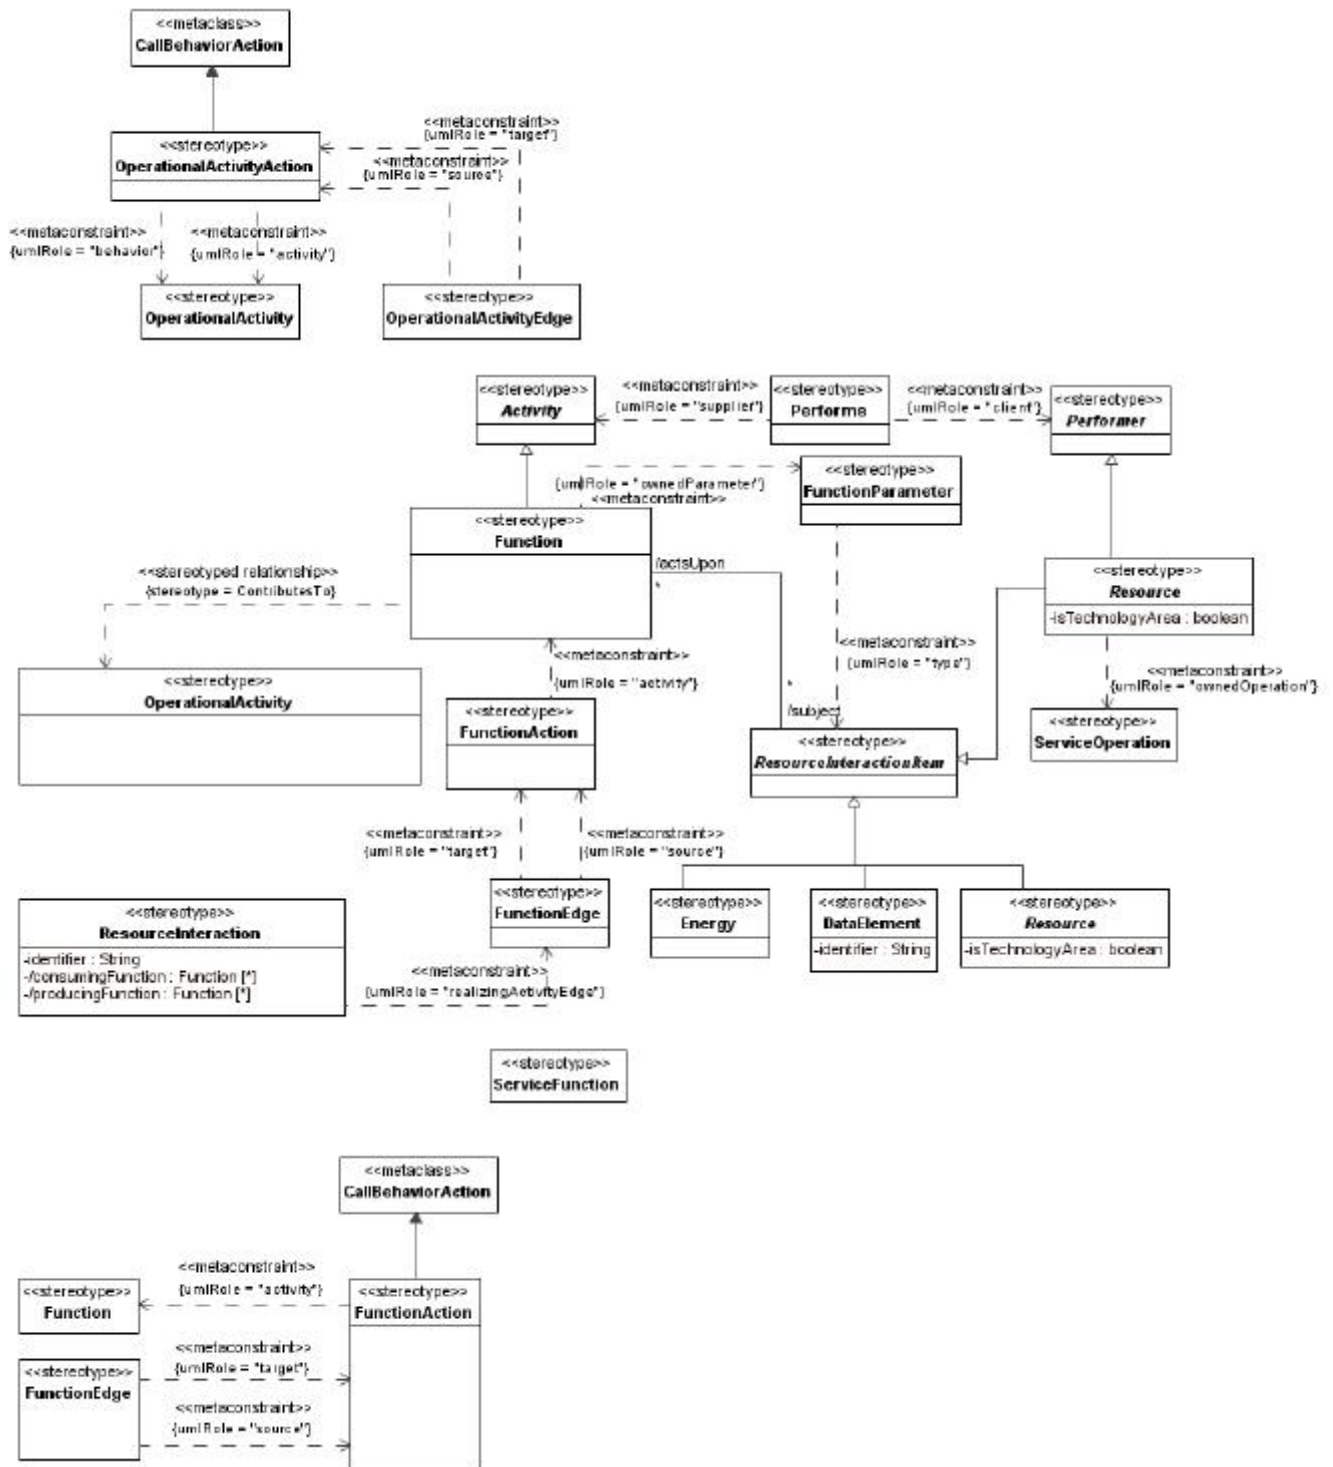 <<metaclass>>
CallBehaviorAction
<<stereotype>>
OperationalActivityAction
<<metaconstraint>>
{umlRole = "target"}
<<metaconstraint>>
{umlRole = "source"}
<<metaconstraint>>
{umlRole = "behavior"}
<<metaconstraint>>
{umlRole = "activity"}
<<stereotype>>
OperationalActivity
<<stereotype>>
OperationalActivityEdge
<<stereotype>>
Activity
<<metaconstraint>>
{umlRole = "supplier"}
<<stereotype>>
Performs
<<metaconstraint>>
{umlRole = "client"}
<<stereotype>>
Performer
{umlRole = "ownedParameter"}
<<metaconstraint>>
<<stereotype>>
FunctionParameter
<<stereotype>>
Function
/actsUpon
*
<<stereotyped relationship>>
{stereotype = ContributesTo}
<<stereotype>>
Resource
-isTechnologyArea : boolean
<<metaconstraint>>
{umlRole = "activity"}
<<metaconstraint>>
{umlRole = "type"}
<<metaconstraint>>
{umlRole = "ownedOperation"}
<<stereotype>>
OperationalActivity
<<stereotype>>
FunctionAction
*
/subject
<<stereotype>>
ResourceInteractionItem
<<stereotype>>
ServiceOperation
<<metaconstraint>>
{umlRole = "target"}
<<metaconstraint>>
{umlRole = "source"}
<<stereotype>>
ResourceInteraction
-identifier : String
-/consumingFunction : Function [*]
-/producingFunction : Function [*]
<<stereotype>>
FunctionEdge
<<stereotype>>
Energy
<<stereotype>>
DataElement
-identifier : String
<<stereotype>>
Resource
-isTechnologyArea : boolean
<<metaconstraint>>
{umlRole = "realizingActivityEdge"}
<<stereotype>>
ServiceFunction
<<metaclass>>
CallBehaviorAction
<<metaconstraint>>
{umlRole = "activity"}
<<stereotype>>
Function
<<stereotype>>
FunctionAction
<<metaconstraint>>
{umlRole = "target"}
<<stereotype>>
FunctionEdge
<<metaconstraint>>
{umlRole = "source"}